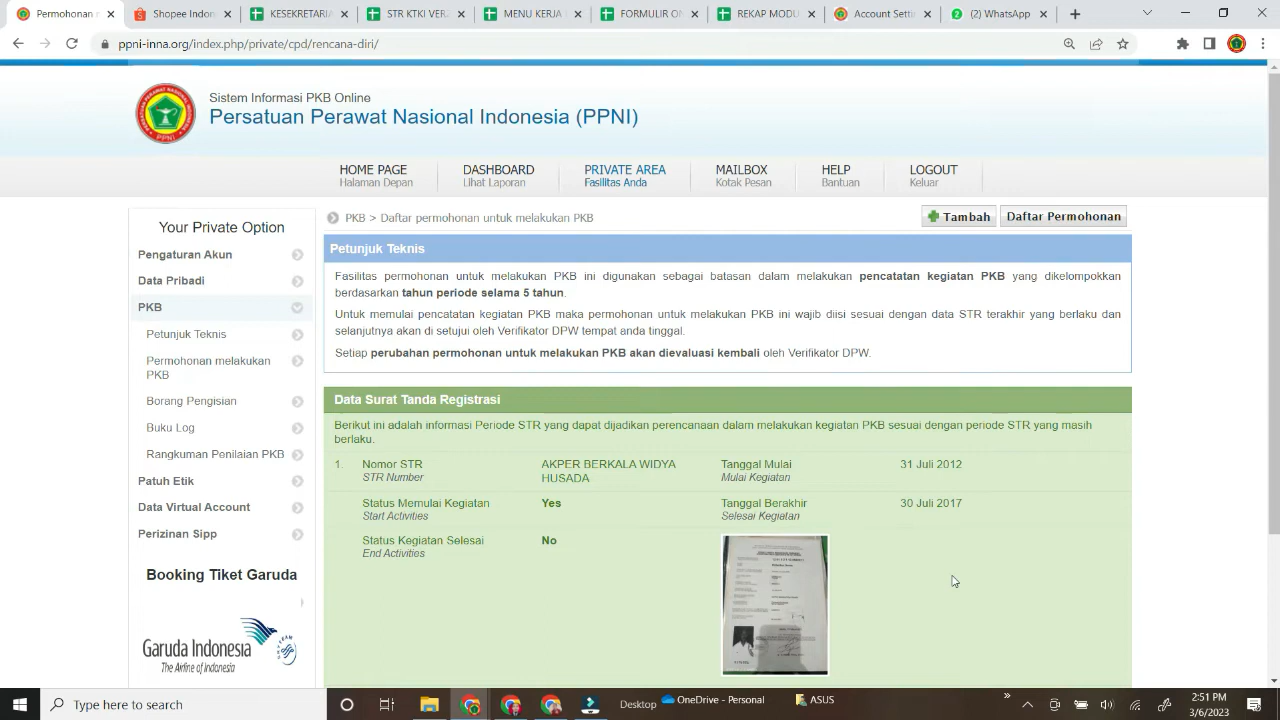 Permohonan m
Shopee Indon
KESEKRETARIA
STR KTKI VER
MENU KERJA
FORMULIR ON
REKAP MODU
Account Setti
(2) WhatsApp
ppni-inna.org/index.php/private/cpd/rencana-diri/
Sistem Informasi PKB Online
Persatuan Perawat Nasional Indonesia (PPNI)
HOME PAGE DASHBOARD PRIVATE AREA MAILBOX HELP LOGOUT
Halaman Depan Lihat Laporan Fasilitas Anda Kotak Pesan Bantuan Keluar
Your Private Option
Pengaturan Akun
Data Pribadi
PKB
Petunjuk Teknis
Permohonan melakukan
PKB
Borang Pengisian
Buku Log
Rangkuman Penilaian PKB
Patuh Etik
Data Virtual Account
Perizinan Sipp
Booking Tiket Garuda
Garuda Indonesia
The Airline of Indonesia
PKB > Daftar permohonan untuk melakukan PKB
Tambah
Daftar Permohonan
Petunjuk Teknis
Fasilitas permohonan untuk melakukan PKB ini digunakan sebagai batasan dalam melakukan pencatatan kegiatan PKB yang dikelompokkan
berdasarkan tahun periode selama 5 tahun.
Untuk memulai pencatatan kegiatan PKB maka permohonan untuk melakukan PKB ini wajib diisi sesuai dengan data STR terakhir yang berlaku dan
selanjutnya akan di setujui oleh Verifikator DPW tempat anda tinggal.
Setiap perubahan permohonan untuk melakukan PKB akan dievaluasi kembali oleh Verifikator DPW.
Data Surat Tanda Registrasi
Berikut ini adalah informasi Periode STR yang dapat dijadikan perencanaan dalam melakukan kegiatan PKB sesuai dengan periode STR yang masih
berlaku.
1. Nomor STR AKPER BERKALA WIDYA Tanggal Mulai 31 Juli 2012
STR Number HUSADA Mulai Kegiatan
Status Memulai Kegiatan Yes Tanggal Berakhir 30 Juli 2017
Start Activities Selesai Kegiatan
Status Kegiatan Selesai No
End Activities
Type here to search
Desktop
OneDrive - Personal
ASUS
2:51 PM
3/6/2023